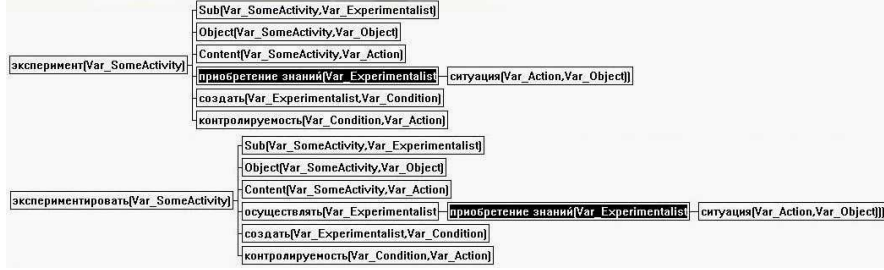 Sub(Var_SomeActivity,Var_Experimentalist)
Object(Var_SomeActivity,Var_Object)
Content(Var_SomeActivity,Var_Action)
эксперимент(Var_SomeActivity)
приобретение знаний(Var_Experimentalist ситуация(Var_Action,Var_Object))
создать(Var_Experimentalist,Var_Condition)
контролируемость(Var_Condition,Var_Action)
Sub(Var_SomeActivity,Var_Experimentalist)
Object(Var_SomeActivity,Var_Object)
Content(Var_SomeActivity,Var_Action)
экспериментировать(Var_SomeActivity)
осуществлять(Var_Experimentalist приобретение знаний(Var_Experimentalist ситуация(Var_Action,Var_Object)))
создать(Var_Experimentalist,Var_Condition)
контролируемость(Var_Condition,Var_Action)